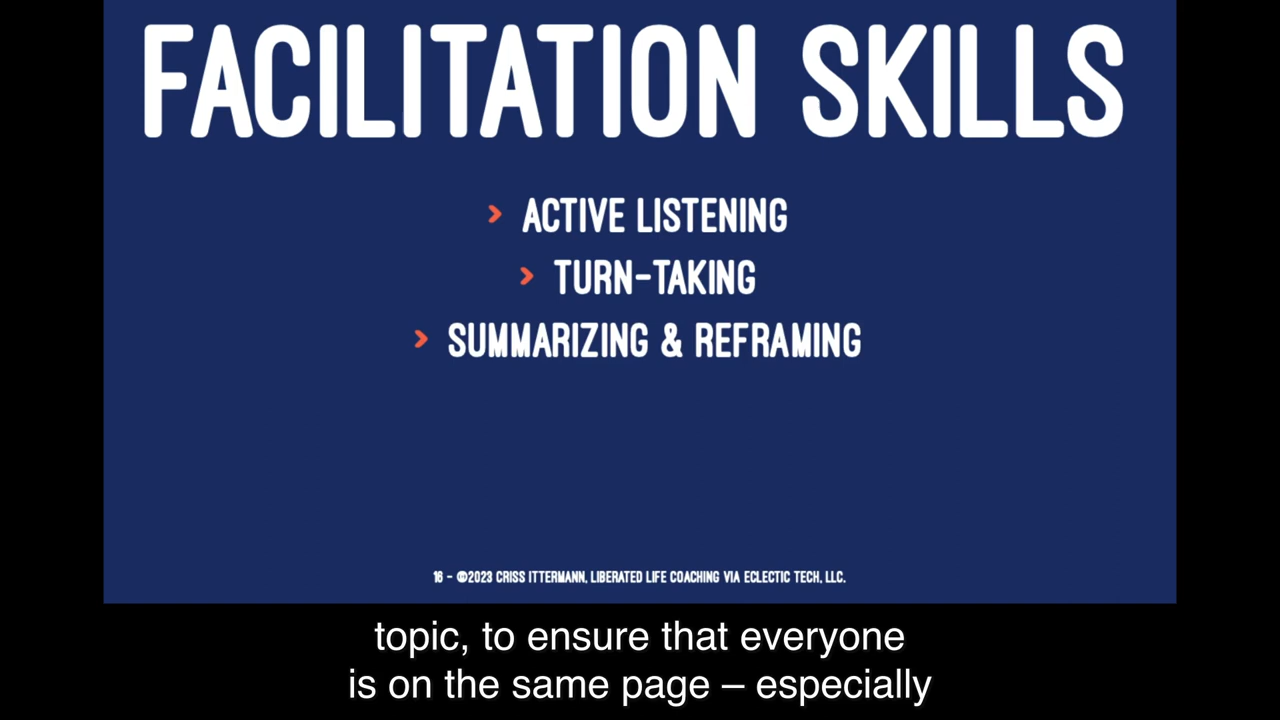 FACILITATION SKILLS
> ACTIVE LISTENING
> TURN-TAKING
> SUMMARIZING & REFRAMING
16 - ©2023 CRISS ITTERMANN, LIBERATED LIFE COACHING VIA ECLECTIC TECH, LLC.
topic, to ensure that everyone
is on the same page – especially